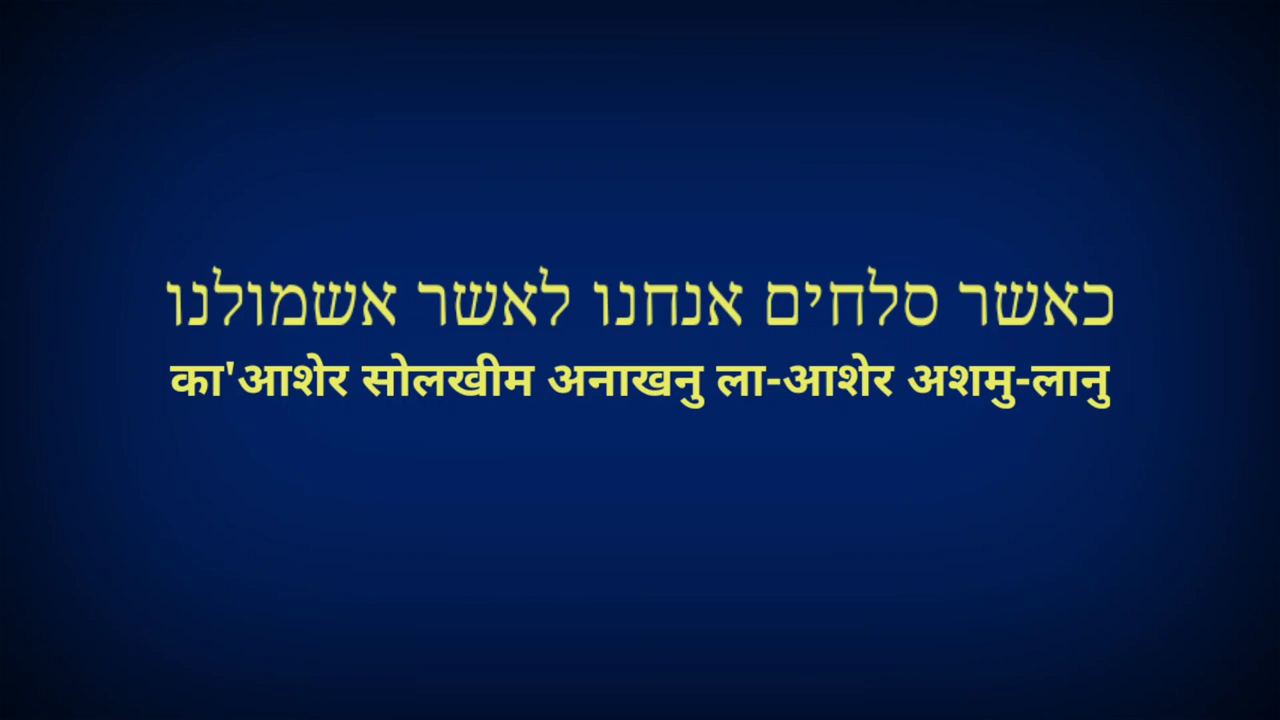 כאשר סלחים אנחנו לאשר אשמולנו
का'आशेर सोलखीम अनाखनु ला-आशेर अशमु-लानु